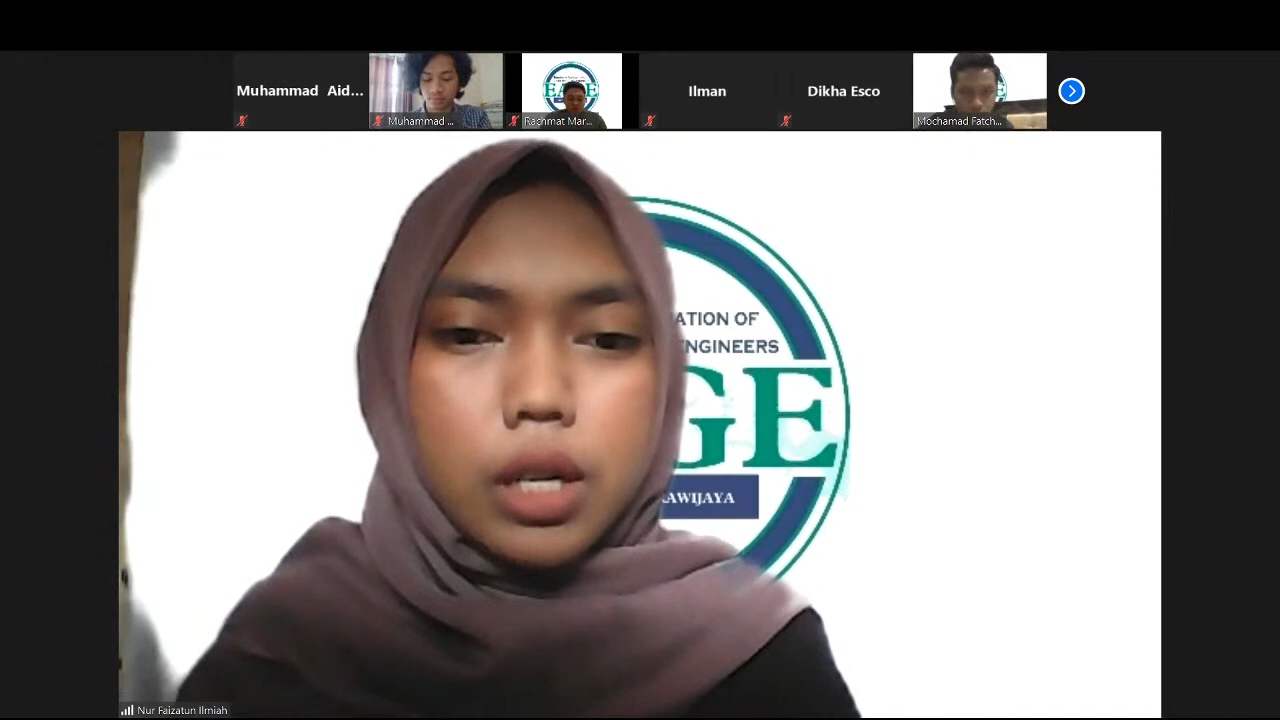 Muhammad Aid...
Muhammad ...
Rachmat Mar...
Ilman
Dikha Esco
Mochamad Fatch...
ATION OF
ENGINEERS
GE
AWIJAYA
Nur Faizatun Ilmiah